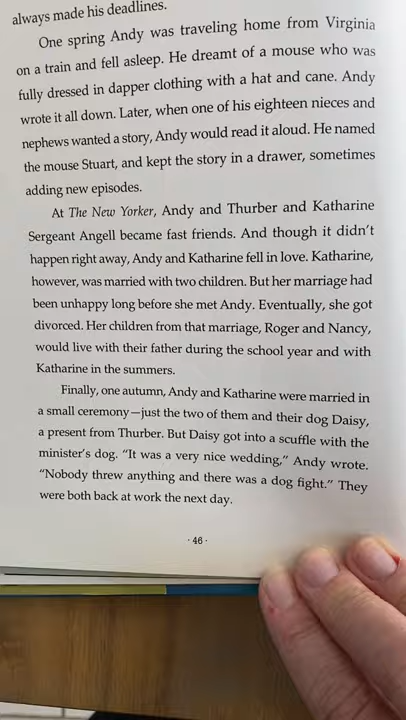 always made his deadlines.
One spring Andy was traveling home from Virginia
on a train and fell asleep. He dreamt of a mouse who was
fully dressed in dapper clothing with a hat and cane. Andy
wrote it all down. Later, when one of his eighteen nieces and
nephews wanted a story, Andy would read it aloud. He named
the mouse Stuart, and kept the story in a drawer, sometimes
adding new episodes.
At The New Yorker, Andy and Thurber and Katharine
Sergeant Angell became fast friends. And though it didn't
happen right away, Andy and Katharine fell in love. Katharine,
however, was married with two children. But her marriage had
been unhappy long before she met Andy. Eventually, she got
divorced. Her children from that marriage, Roger and Nancy,
would live with their father during the school year and with
Katharine in the summers.
Finally, one autumn, Andy and Katharine were married in
a small ceremony—just the two of them and their dog Daisy,
a present from Thurber. But Daisy got into a scuffle with the
minister's dog. "It was a very nice wedding," Andy wrote.
"Nobody threw anything and there was a dog fight." They
were both back at work the next day.
· 46 ·